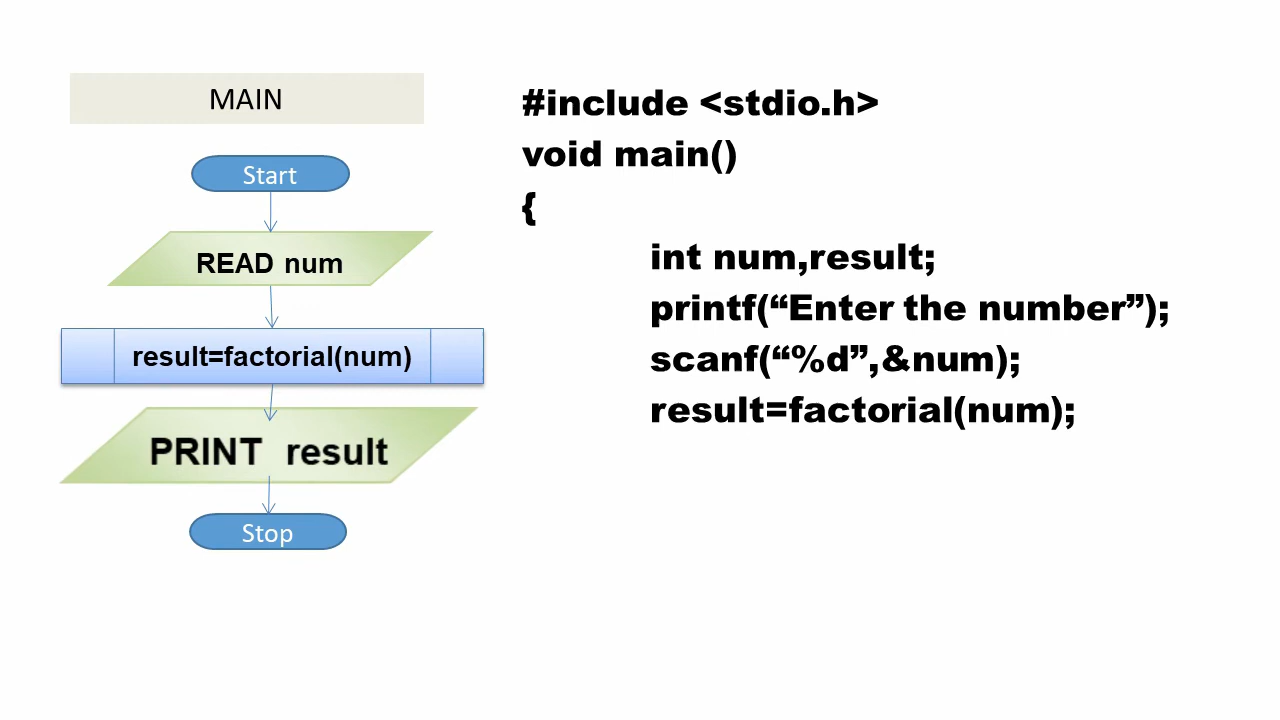 MAIN
Start
READ num
result=factorial(num)
PRINT result
Stop
#include <stdio.h>
void main()
{
int num,result;
printf(“Enter the number”);
scanf(“%d”,&num);
result=factorial(num);